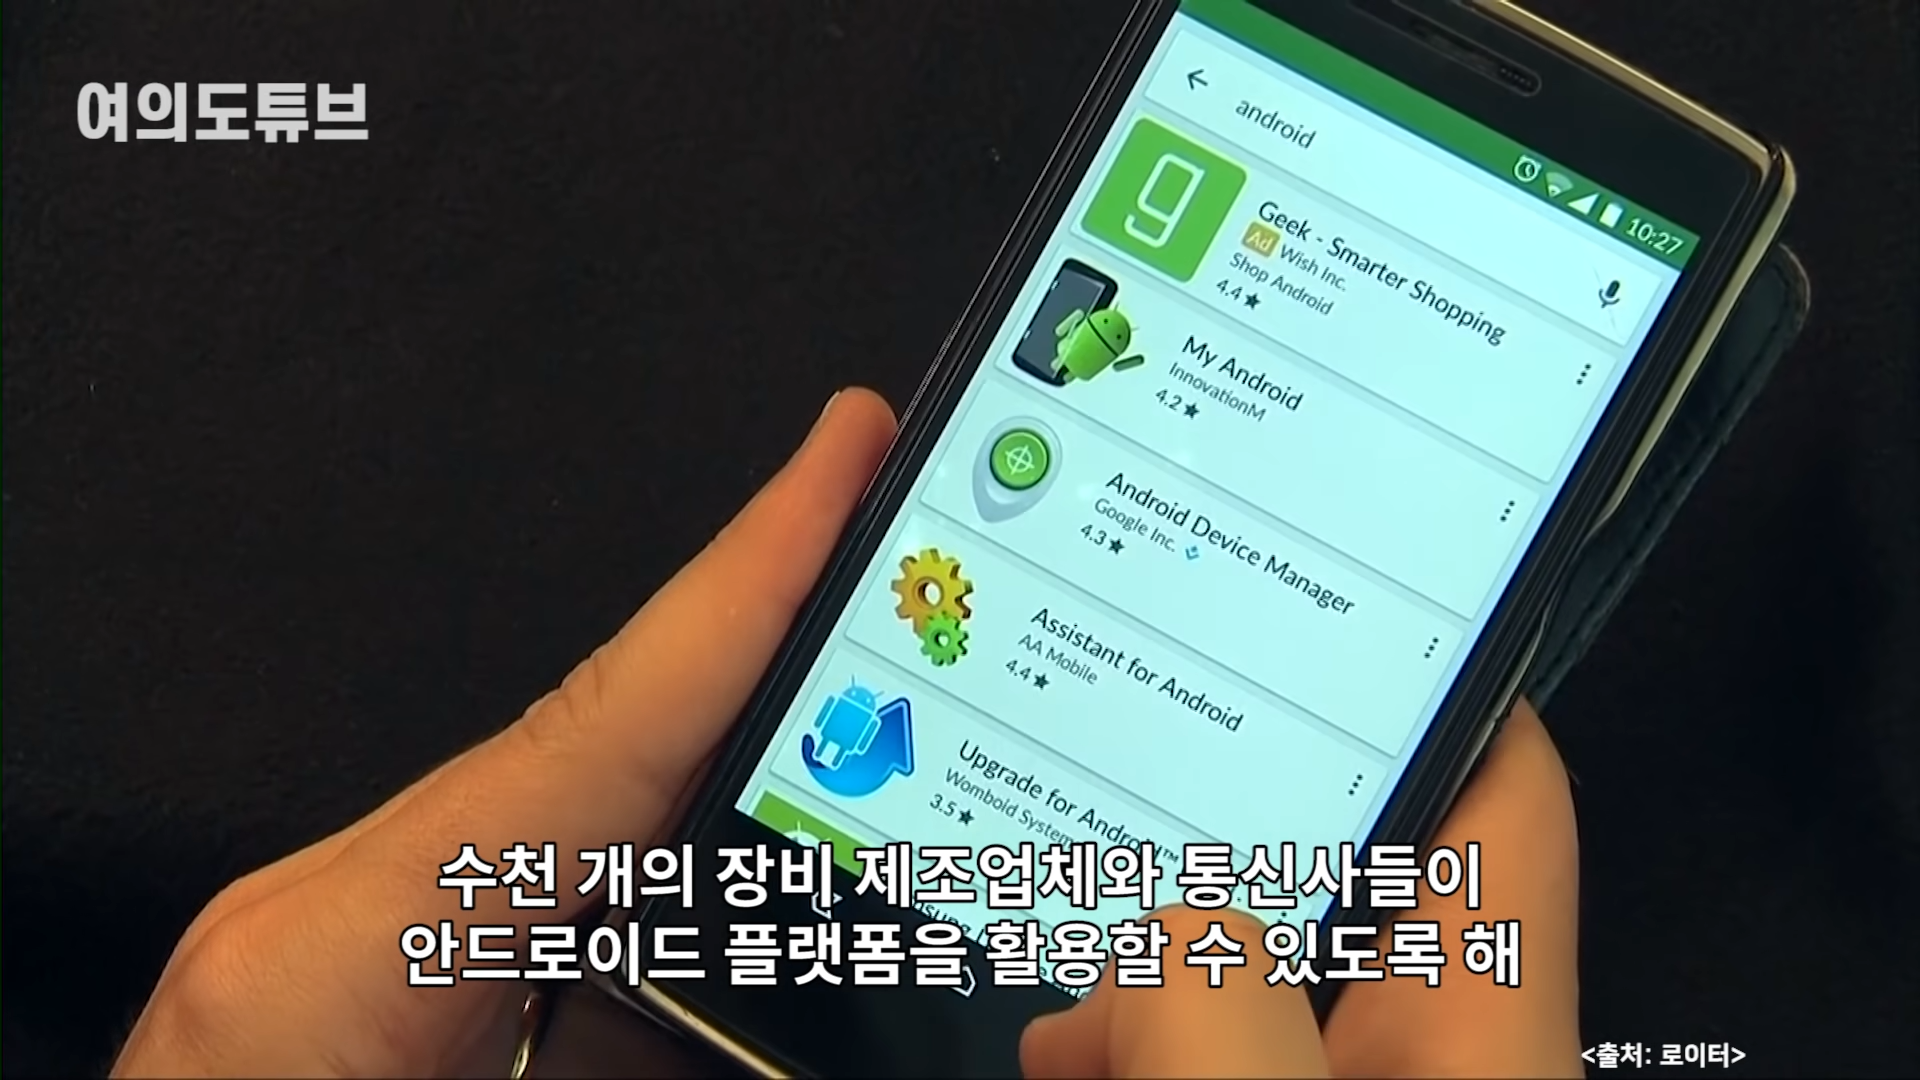 여의도튜브
android
10:27
Geek - Smarter Shopping
Ad Wish Inc.
Shop Android
4.4★
My Android
InnovationM
4.2★
Android Device Manager
Google Inc.
4.3★
Assistant for Android
AA Mobile
4.4★
Upgrade for Android™
Womboid System
3.5★
수천 개의 장비 제조업체와 통신사들이
안드로이드 플랫폼을 활용할 수 있도록 해
<출처: 로이터>